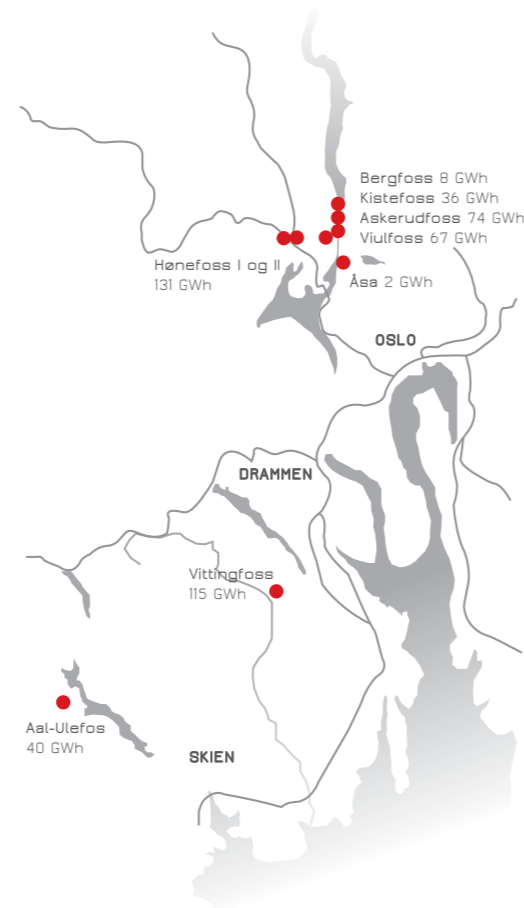 Bergfoss 8 GWh
Kistefoss 36 GWh
Askerudfoss 74 GWh
Viulfoss 67 GWh
Hønefoss I og II
131 GWh
Åsa 2 GWh
OSLO
DRAMMEN
Vittingfoss
115 GWh
Aal-Ulefos
40 GWh
SKIEN